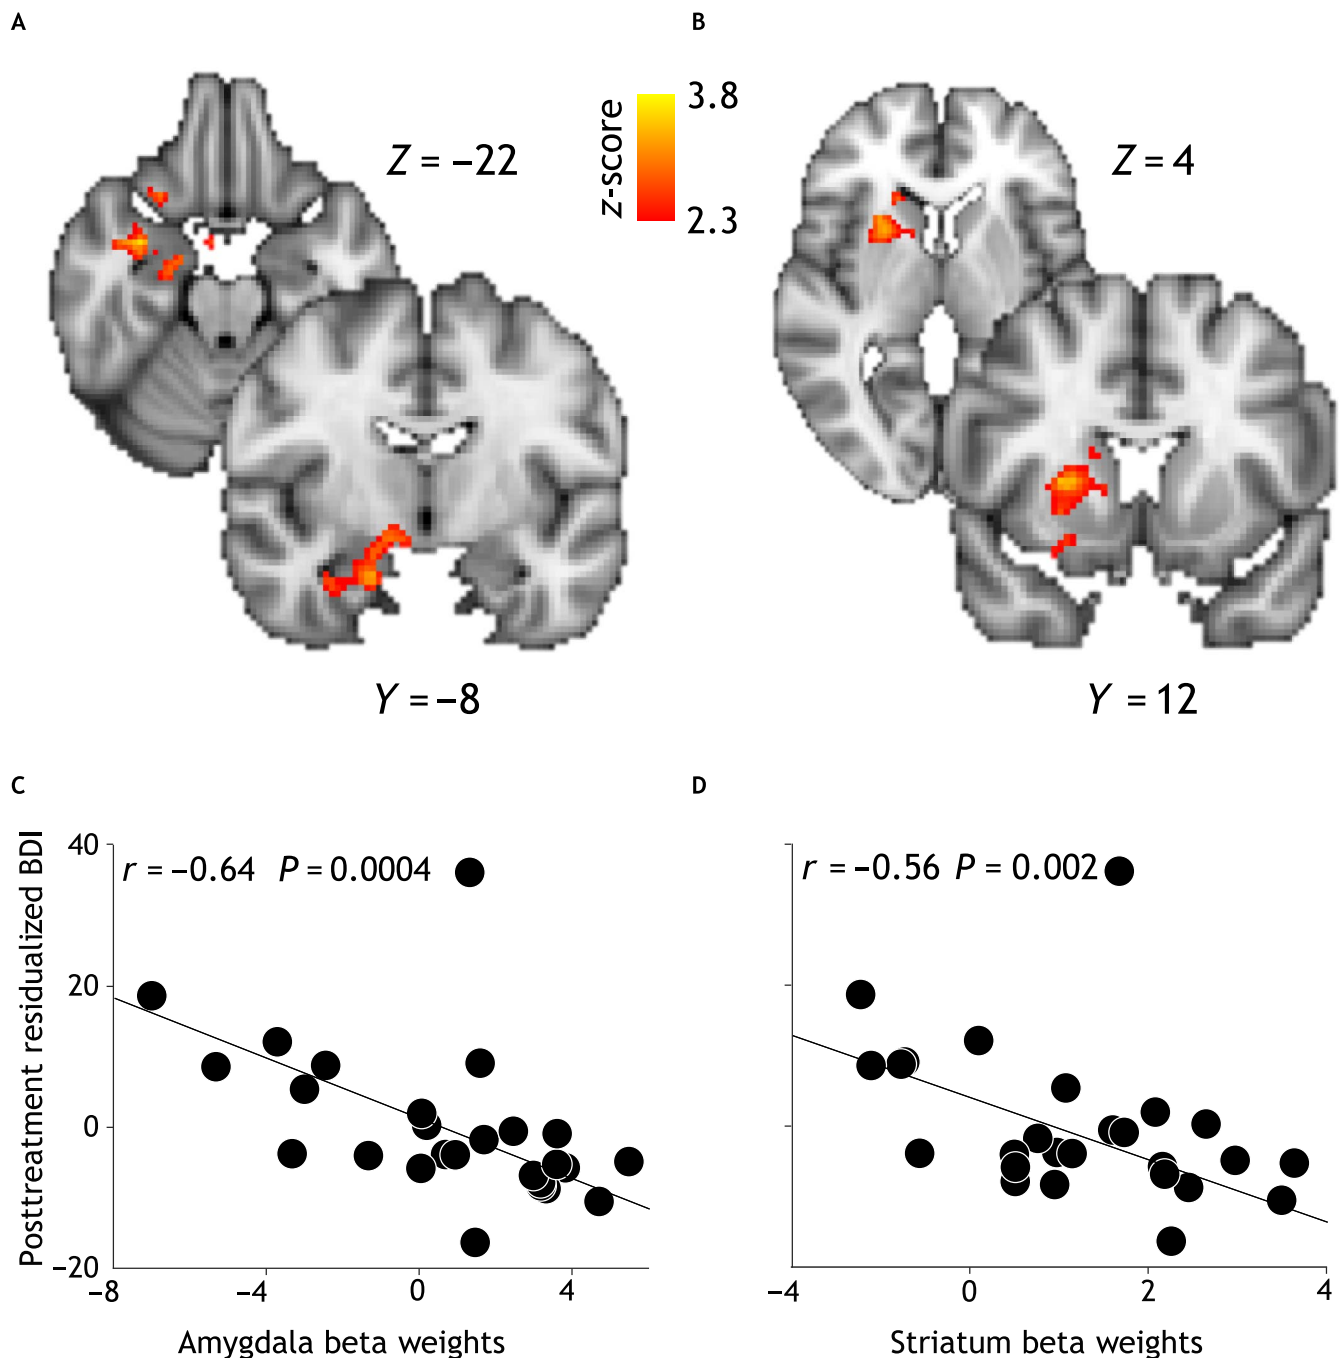 A
B
Z = −22
z-score
3.8
2.3
Z = 4
Y = −8
Y = 12
C
D
Posttreatment residualized BDI
40
20
0
−20
r = −0.64 P = 0.0004
r = −0.56 P = 0.002
−8
−4
0
4
−4
0
2
4
Amygdala beta weights
Striatum beta weights